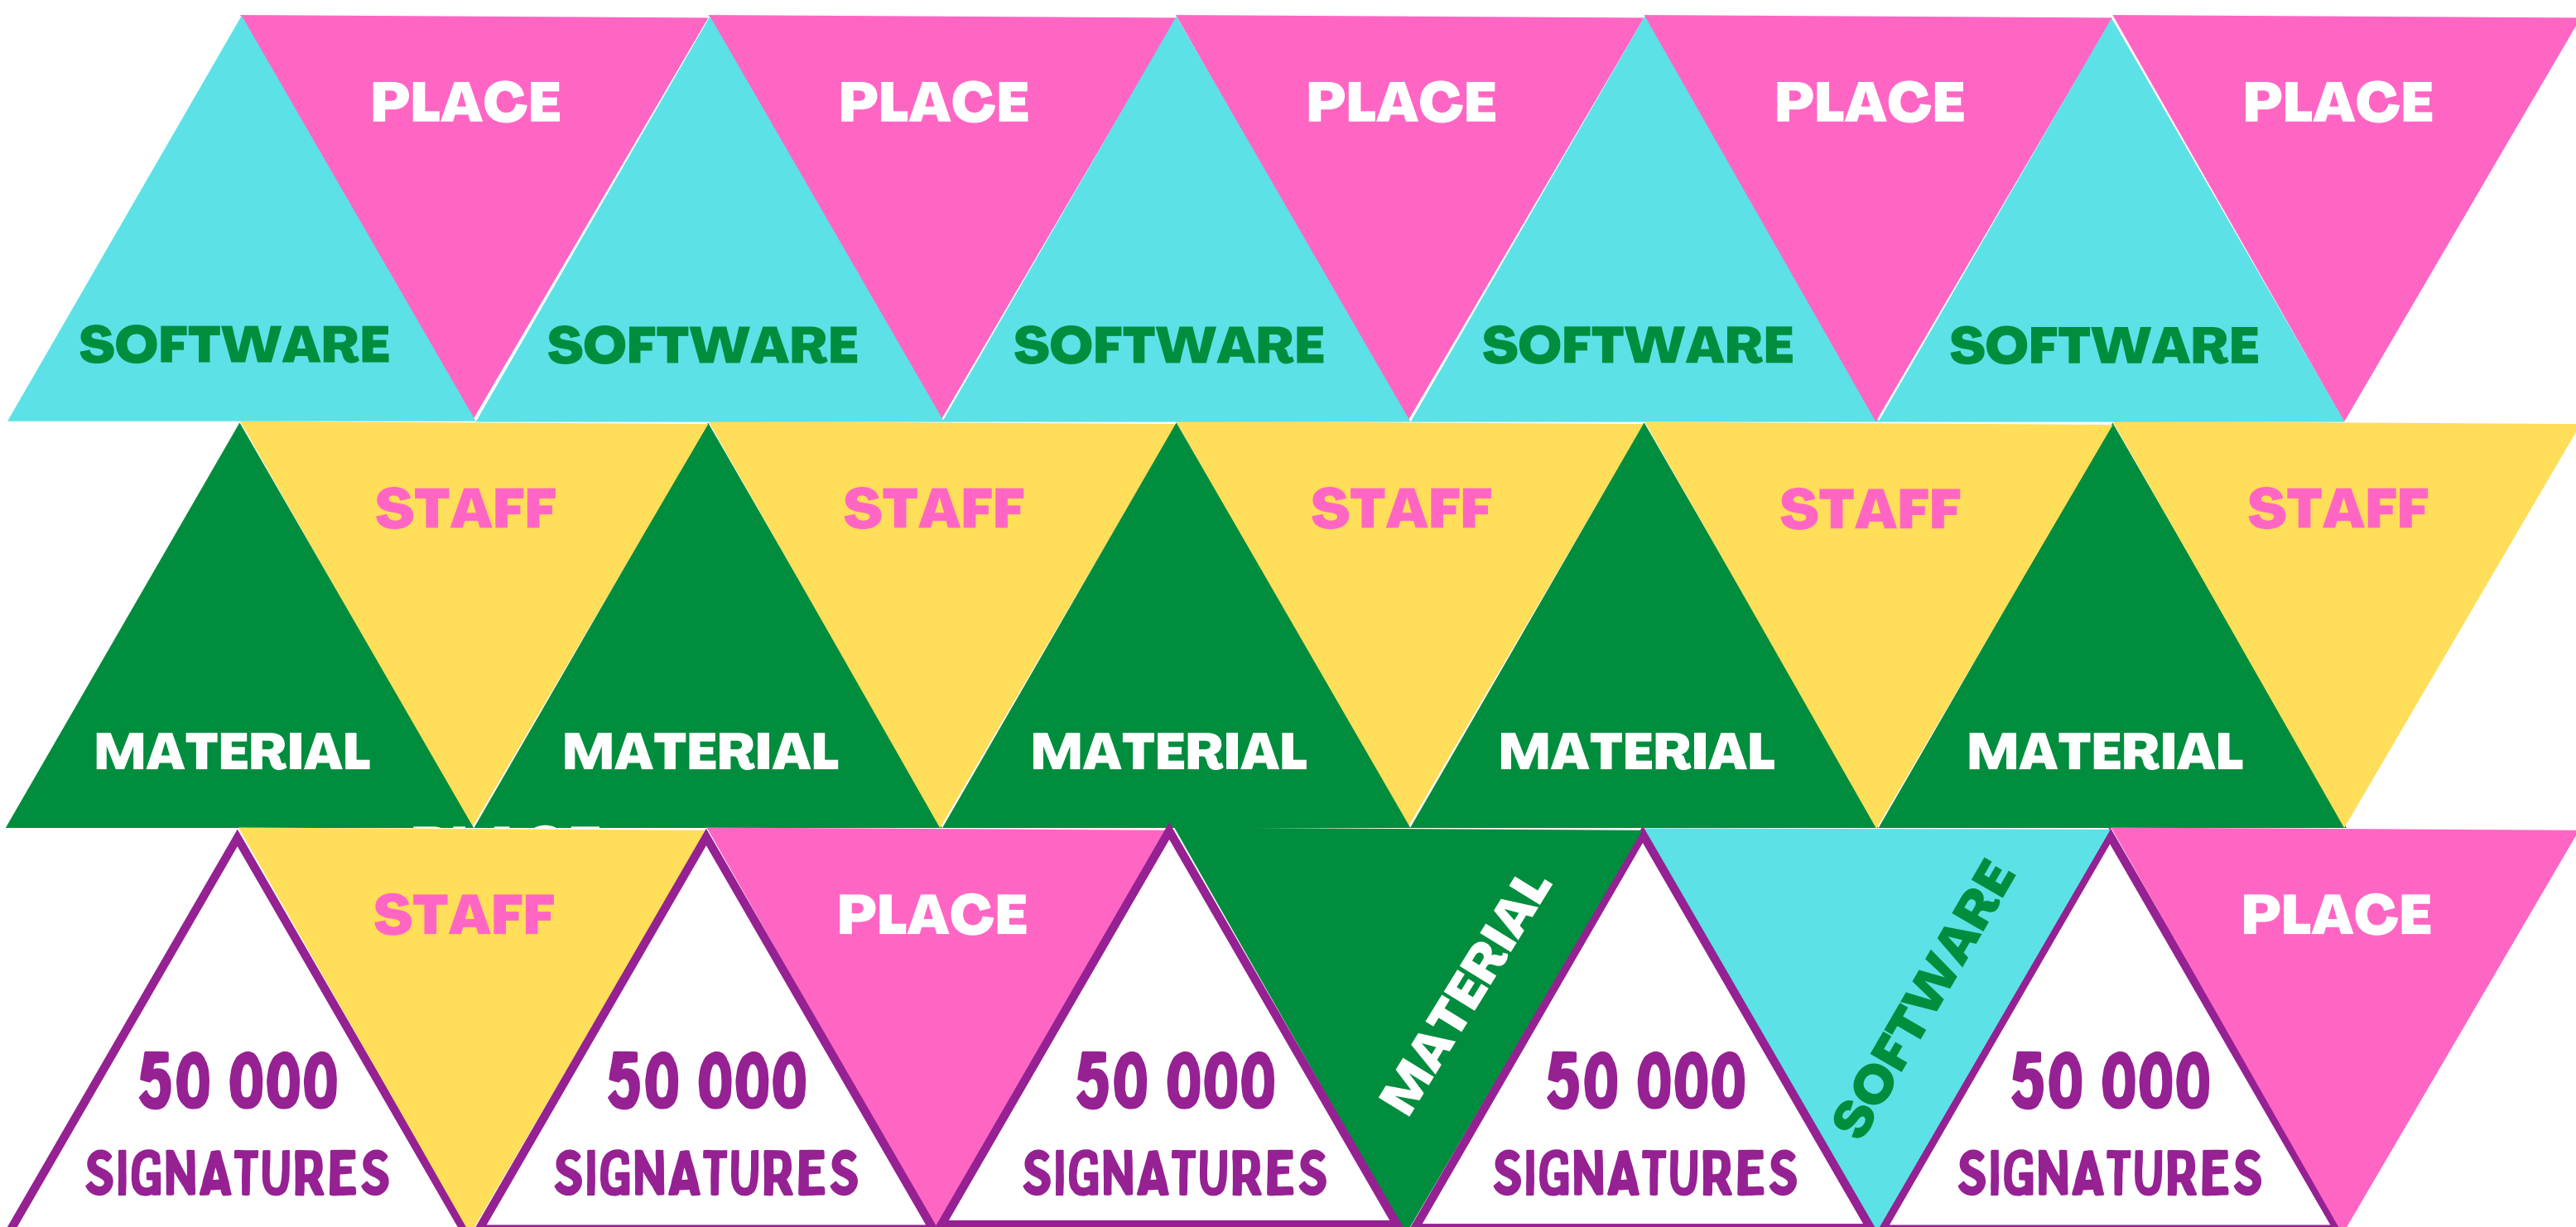 PLACE PLACE PLACE PLACE PLACE
SOFTWARE SOFTWARE SOFTWARE SOFTWARE SOFTWARE
STAFF STAFF STAFF STAFF STAFF
MATERIAL MATERIAL MATERIAL MATERIAL MATERIAL
STAFF PLACE MATERIAL SOFTWARE PLACE
50 000 50 000 50 000 50 000 50 000
SIGNATURES SIGNATURES SIGNATURES SIGNATURES SIGNATURES